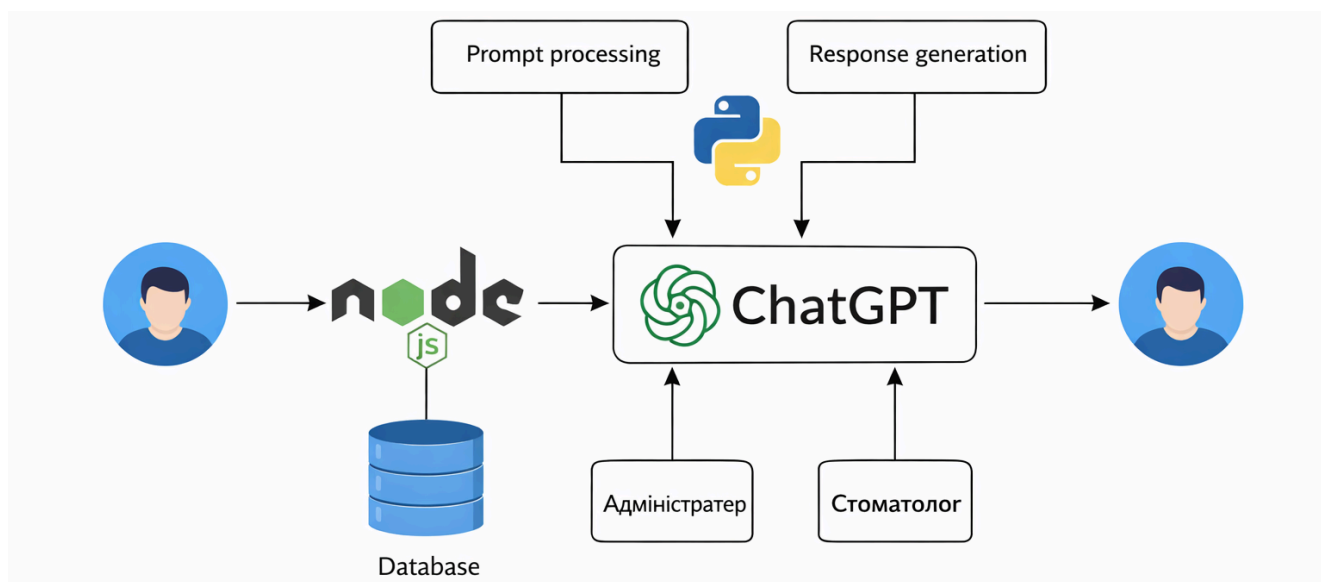 Prompt processing
Response generation
node
js
ChatGPT
Адміністратер
Стоматолог
Database